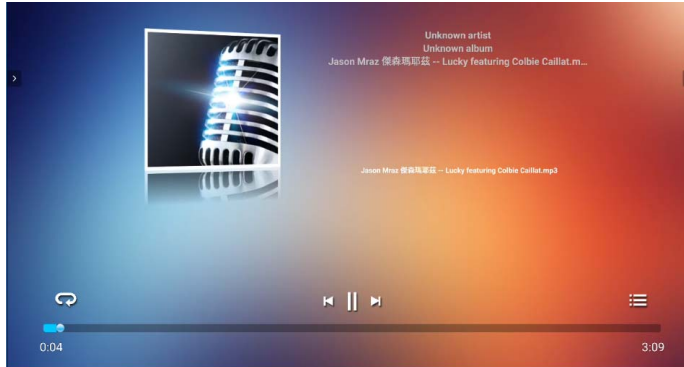 Unknown artist
Unknown album
Jason Mraz 傑森瑪耶茲 -- Lucky featuring Colbie Caillat.m...
Jason Mraz 傑森瑪耶茲 -- Lucky featuring Colbie Caillat.mp3
0:04
3:09